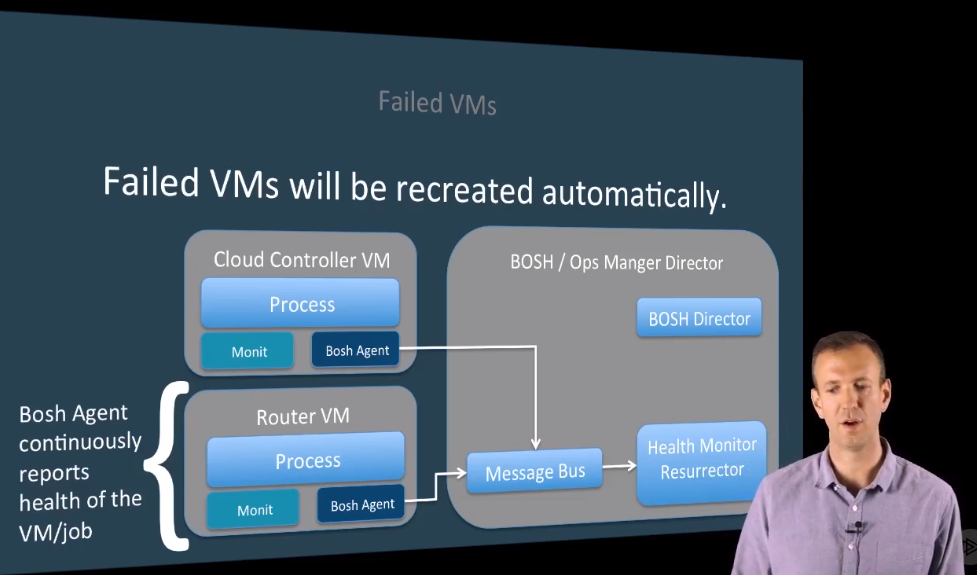 Failed VMs
Failed VMs will be recreated automatically.
Cloud Controller VM
Process
Monit
Bosh Agent
BOSH / Ops Manger Director
BOSH Director
Bosh Agent
continuously
reports
health of the
VM/job
Router VM
Process
Monit
Bosh Agent
Message Bus
Health Monitor
Resurrector